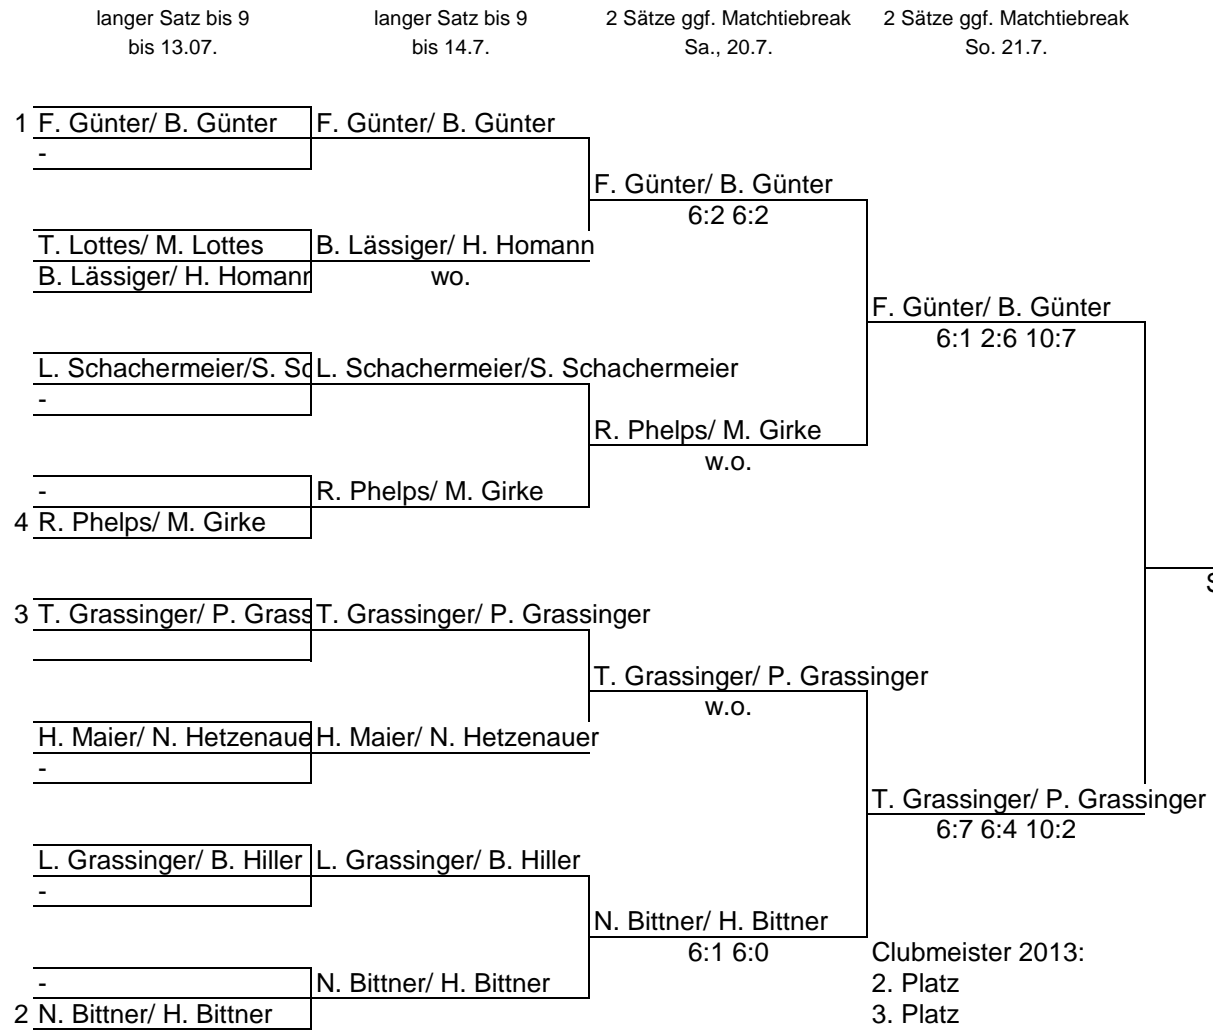 langer Satz bis 9 langer Satz bis 9 2 Sätze ggf. Matchtiebreak 2 Sätze ggf. Matchtiebreak
bis 13.07. bis 14.7. Sa., 20.7. So. 21.7.
1 F. Günter/ B. Günter F. Günter/ B. Günter
-
F. Günter/ B. Günter
6:2 6:2
T. Lottes/ M. Lottes B. Lässiger/ H. Homann
B. Lässiger/ H. Homann wo.
F. Günter/ B. Günter
6:1 2:6 10:7
L. Schachermeier/S. Sc L. Schachermeier/S. Schachermeier
-
R. Phelps/ M. Girke
w.o.
- R. Phelps/ M. Girke
4 R. Phelps/ M. Girke
S
3 T. Grassinger/ P. Grass T. Grassinger/ P. Grassinger
T. Grassinger/ P. Grassinger
w.o.
H. Maier/ N. Hetzenaue H. Maier/ N. Hetzenauer
-
T. Grassinger/ P. Grassinger
6:7 6:4 10:2
L. Grassinger/ B. Hiller L. Grassinger/ B. Hiller
-
N. Bittner/ H. Bittner
6:1 6:0 Clubmeister 2013:
- N. Bittner/ H. Bittner 2. Platz
2 N. Bittner/ H. Bittner 3. Platz